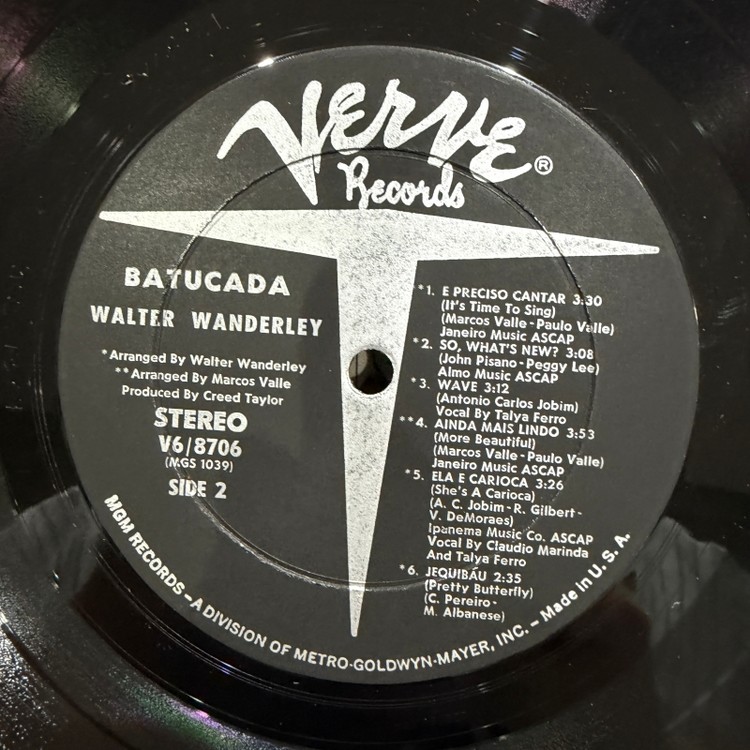 VERVE ®
Records
BATUCADA
WALTER WANDERLEY
*Arranged By Walter Wanderley
**Arranged By Marcos Valle
Produced By Creed Taylor
STEREO
V6/8706
(MGS 1039)
SIDE 2
*1. E PRECISO CANTAR 3:30
(It's Time To Sing)
(Marcos Valle-Paulo Valle)
Janeiro Music ASCAP
*2. SO, WHAT'S NEW? 3:08
(John Pisano-Peggy Lee)
Almo Music ASCAP
*3. WAVE 3:12
(Antonio Carlos Jobim)
Vocal By Talya Ferro
**4. AINDA MAIS LINDO 3:53
(More Beautiful)
(Marcos Valle-Paulo Valle)
Janeiro Music ASCAP
*5. ELA E CARIOCA 3:26
(She's A Carioca)
(A. C. Jobim-R. Gilbert-
V. DeMoraes)
Ipanema Music Co. ASCAP
Vocal By Claudio Marinda
And Talya Ferro
*6. JEQUIBÁU 2:35
(Pretty Butterfly)
(C. Pereiro-
M. Albanese)
MGM RECORDS – A DIVISION OF METRO-GOLDWYN-MAYER, INC. – Made in U. S. A.